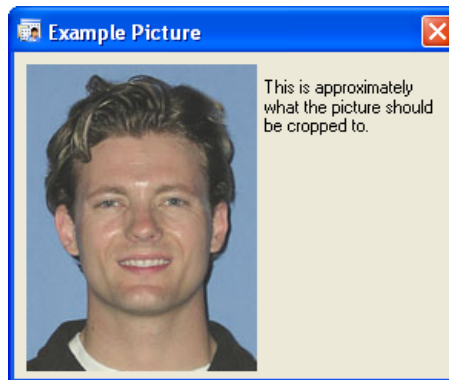 Example Picture
This is approximately
what the picture should
be cropped to.